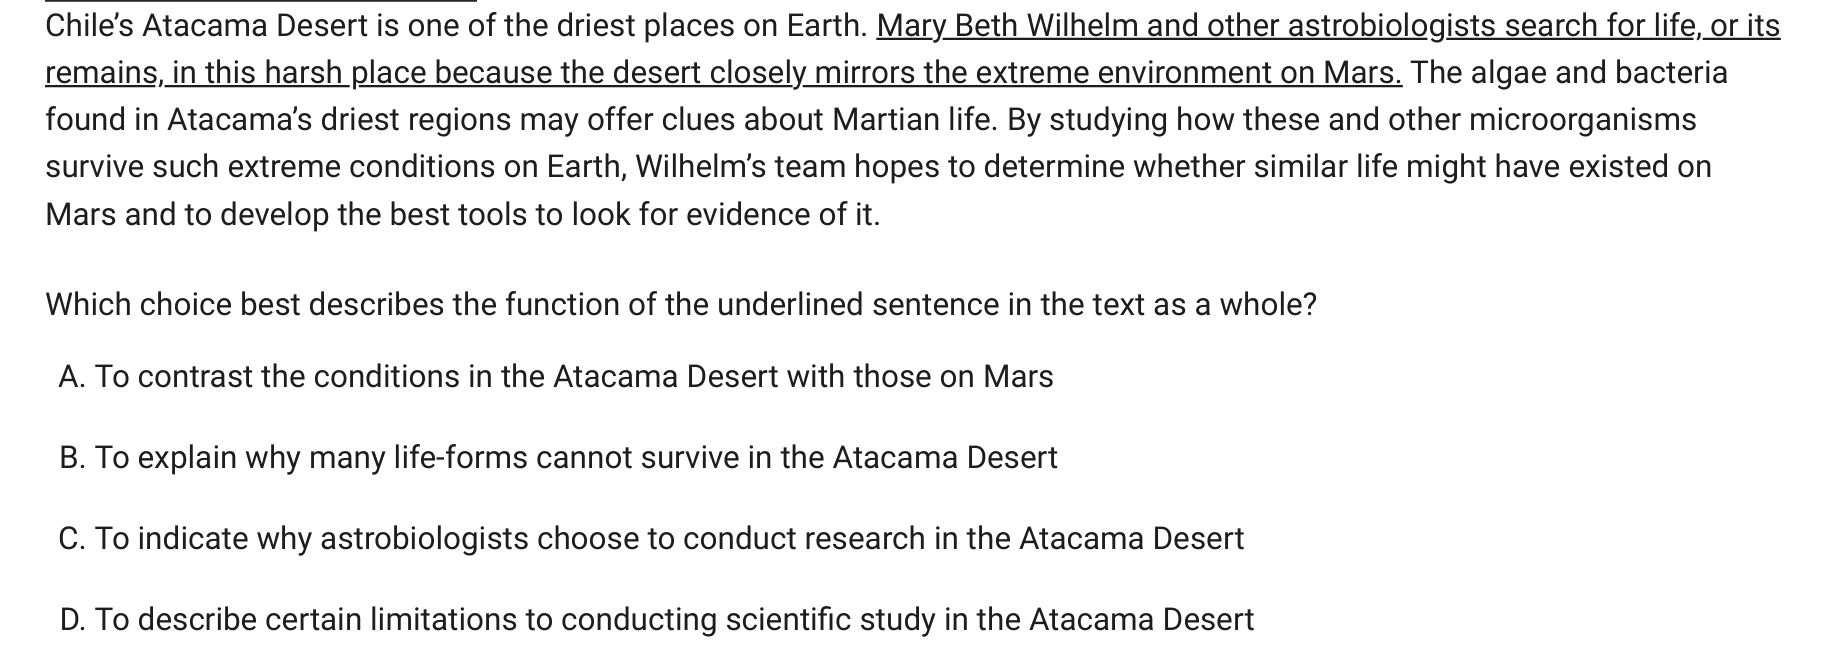 Chile’s Atacama Desert is one of the driest places on Earth. Mary Beth Wilhelm and other astrobiologists search for life, or its
remains, in this harsh place because the desert closely mirrors the extreme environment on Mars. The algae and bacteria
found in Atacama’s driest regions may offer clues about Martian life. By studying how these and other microorganisms
survive such extreme conditions on Earth, Wilhelm’s team hopes to determine whether similar life might have existed on
Mars and to develop the best tools to look for evidence of it.
Which choice best describes the function of the underlined sentence in the text as a whole?
A. To contrast the conditions in the Atacama Desert with those on Mars
B. To explain why many life-forms cannot survive in the Atacama Desert
C. To indicate why astrobiologists choose to conduct research in the Atacama Desert
D. To describe certain limitations to conducting scientific study in the Atacama Desert